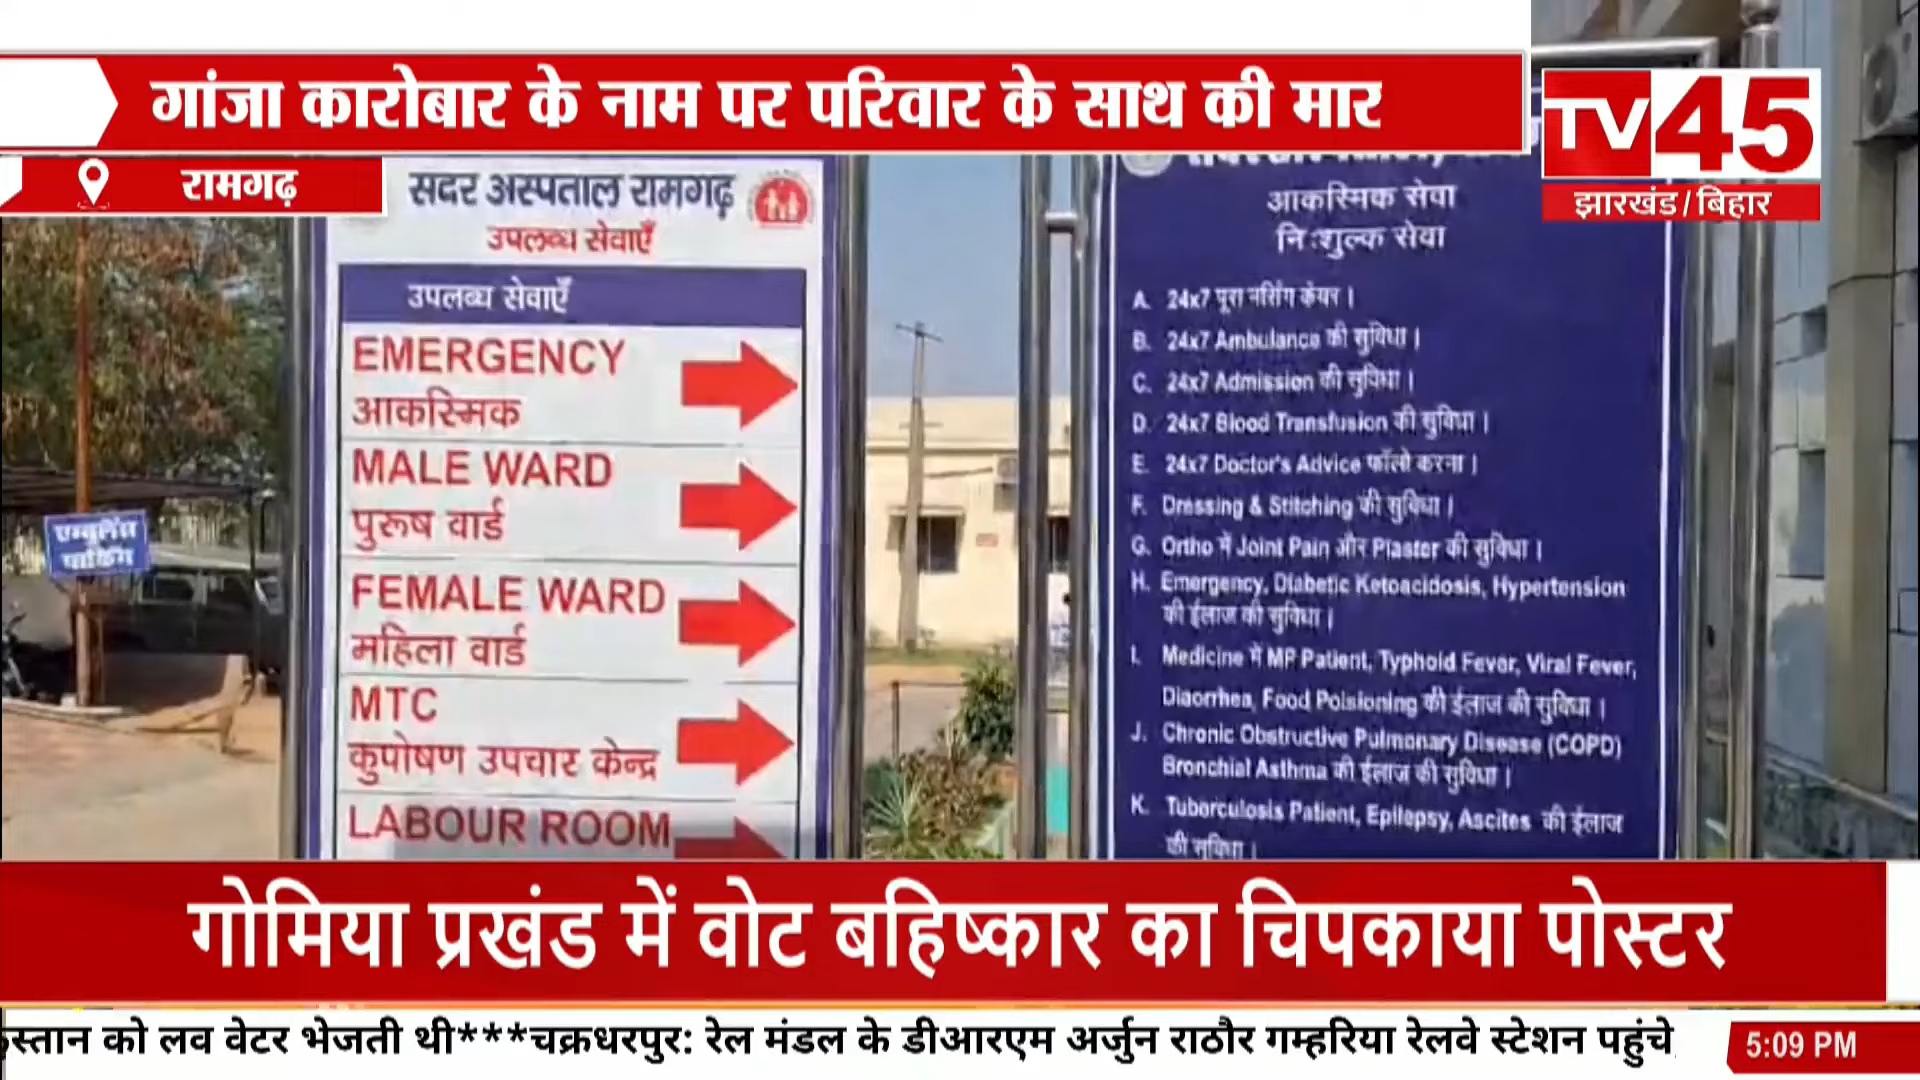 गांजा कारोबार के नाम पर परिवार के साथ की मार
TV45
झारखंड/बिहार
रामगढ़
सदर अस्पताल रामगढ़
उपलब्ध सेवाएँ
उपलब्ध सेवाएँ
EMERGENCY
आकस्मिक
MALE WARD
पुरूष वार्ड
FEMALE WARD
महिला वार्ड
MTC
कुपोषण उपचार केन्द्र
LABOUR ROOM
एम्बुलेंस
पार्किंग
आकस्मिक सेवा
नि:शुल्क सेवा
A. 24x7 पूरा नर्सिंग केयर।
B. 24x7 Ambulance की सुविधा।
C. 24x7 Admission की सुविधा।
D. 24x7 Blood Transfusion की सुविधा।
E. 24x7 Doctor's Advice फॉलो करना।
F. Dressing & Stitching की सुविधा।
G. Ortho में Joint Pain और Plaster की सुविधा।
H. Emergency, Diabetic Ketoacidosis, Hypertension
की ईलाज की सुविधा।
I. Medicine में MP Patient, Typhoid Fever, Viral Fever,
Diaorrhea, Food Poisioning की ईलाज की सुविधा।
J. Chronic Obstructive Pulmonary Disease (COPD)
Bronchial Asthma की ईलाज की सुविधा।
K. Tuborculosis Patient, Epilepsy, Ascites की ईलाज
की सुविधा।
गोमिया प्रखंड में वोट बहिष्कार का चिपकाया पोस्टर
को लव वेटर भेजती थी***चक्रधरपुर: रेल मंडल के डीआरएम अर्जुन राठौर गम्हरिया रेलवे स्टेशन पहुंचे
5:09 PM